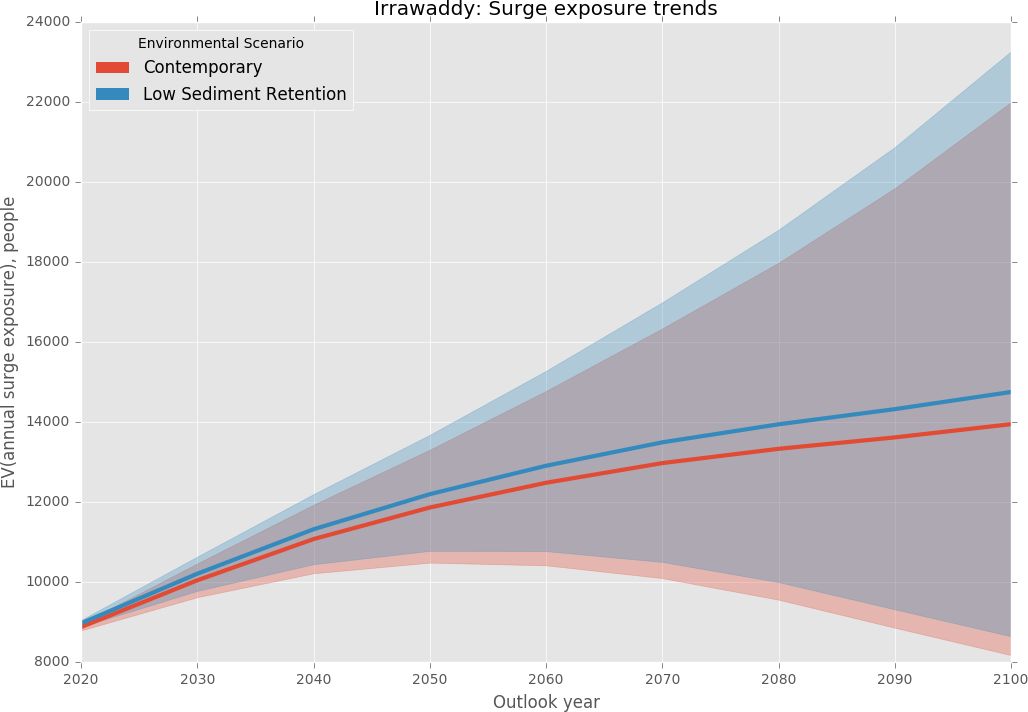 Irrawaddy: Surge exposure trends
Environmental Scenario
Contemporary
Low Sediment Retention
EV(annual surge exposure), people
24000
22000
20000
18000
16000
14000
12000
10000
8000
2020 2030 2040 2050 2060 2070 2080 2090 2100
Outlook year